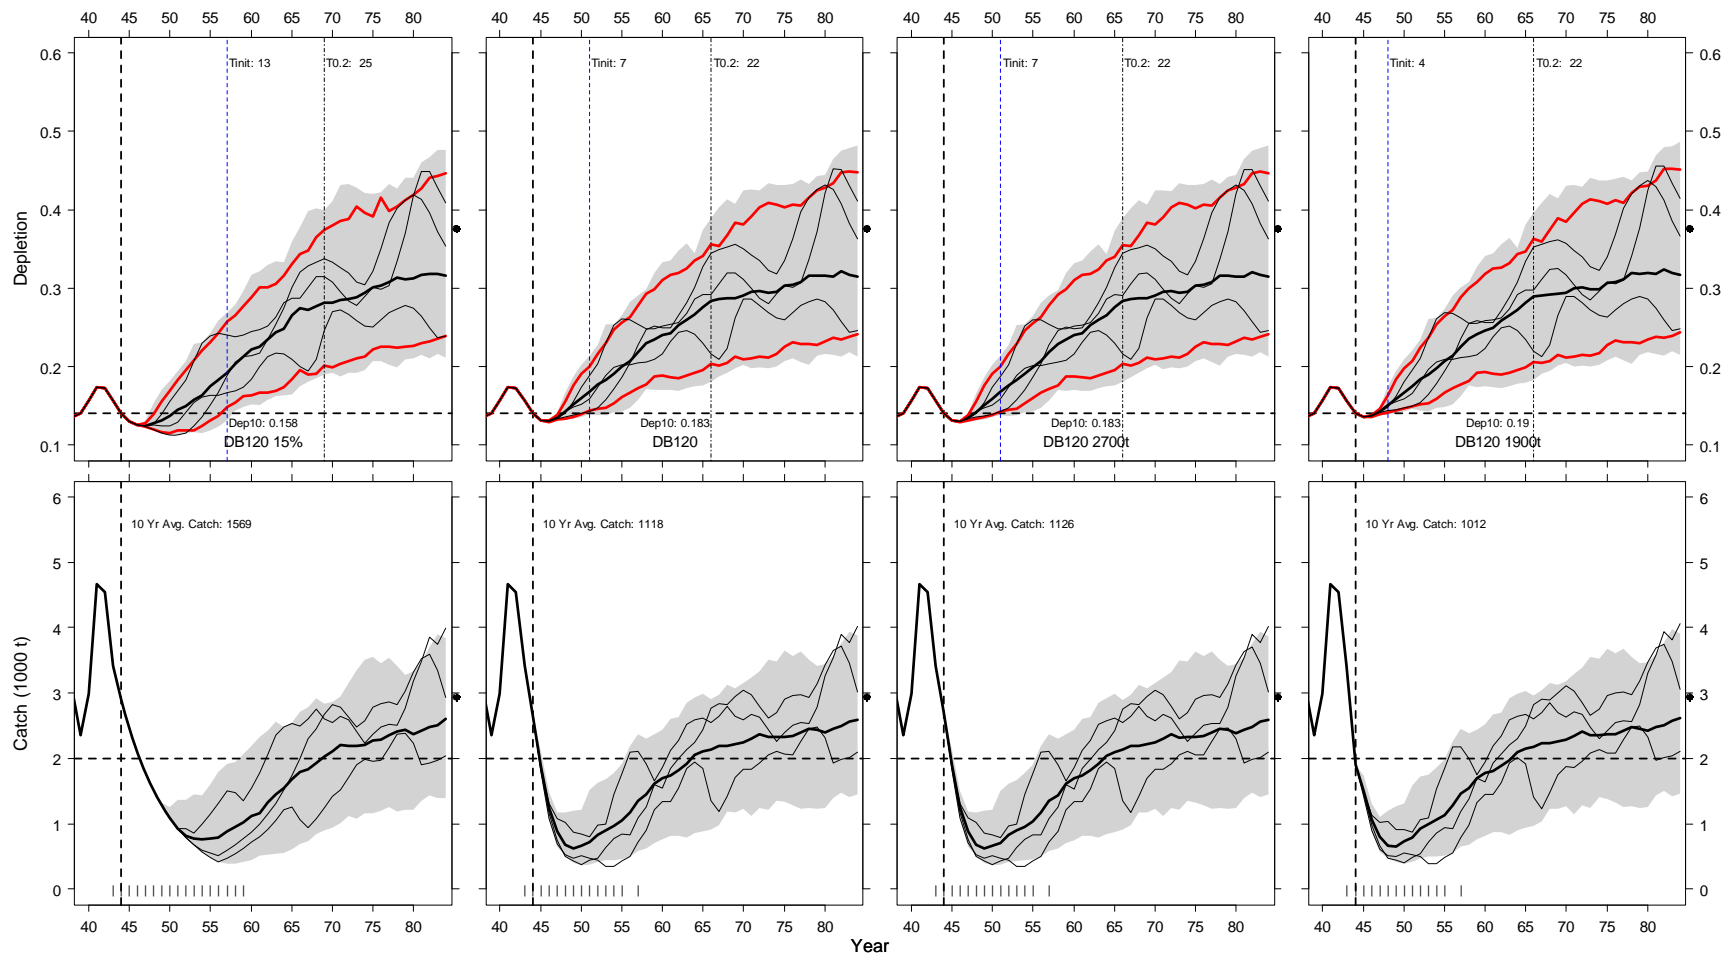 40 45 50 55 60 65 70 75 80 40 45 50 55 60 65 70 75 80 40 45 50 55 60 65 70 75 80 40 45 50 55 60 65 70 75 80
0.6 0.6
Tinit: 13 T0.2: 25 Tinit: 7 T0.2: 22 Tinit: 7 T0.2: 22 Tinit: 4 T0.2: 22
0.5 0.5
0.4 0.4
Depletion
0.3 0.3
0.2 0.2
Dep10: 0.158 Dep10: 0.183 Dep10: 0.183 Dep10: 0.19
DB120 15% DB120 DB120 2700t DB120 1900t
0.1 0.1
6 6
10 Yr Avg. Catch: 1569 10 Yr Avg. Catch: 1118 10 Yr Avg. Catch: 1126 10 Yr Avg. Catch: 1012
5 5
4 4
Catch (1000 t)
3 3
2 2
1 1
0 0
40 45 50 55 60 65 70 75 80 40 45 50 55 60 65 70 75 80 40 45 50 55 60 65 70 75 80 40 45 50 55 60 65 70 75 80
Year